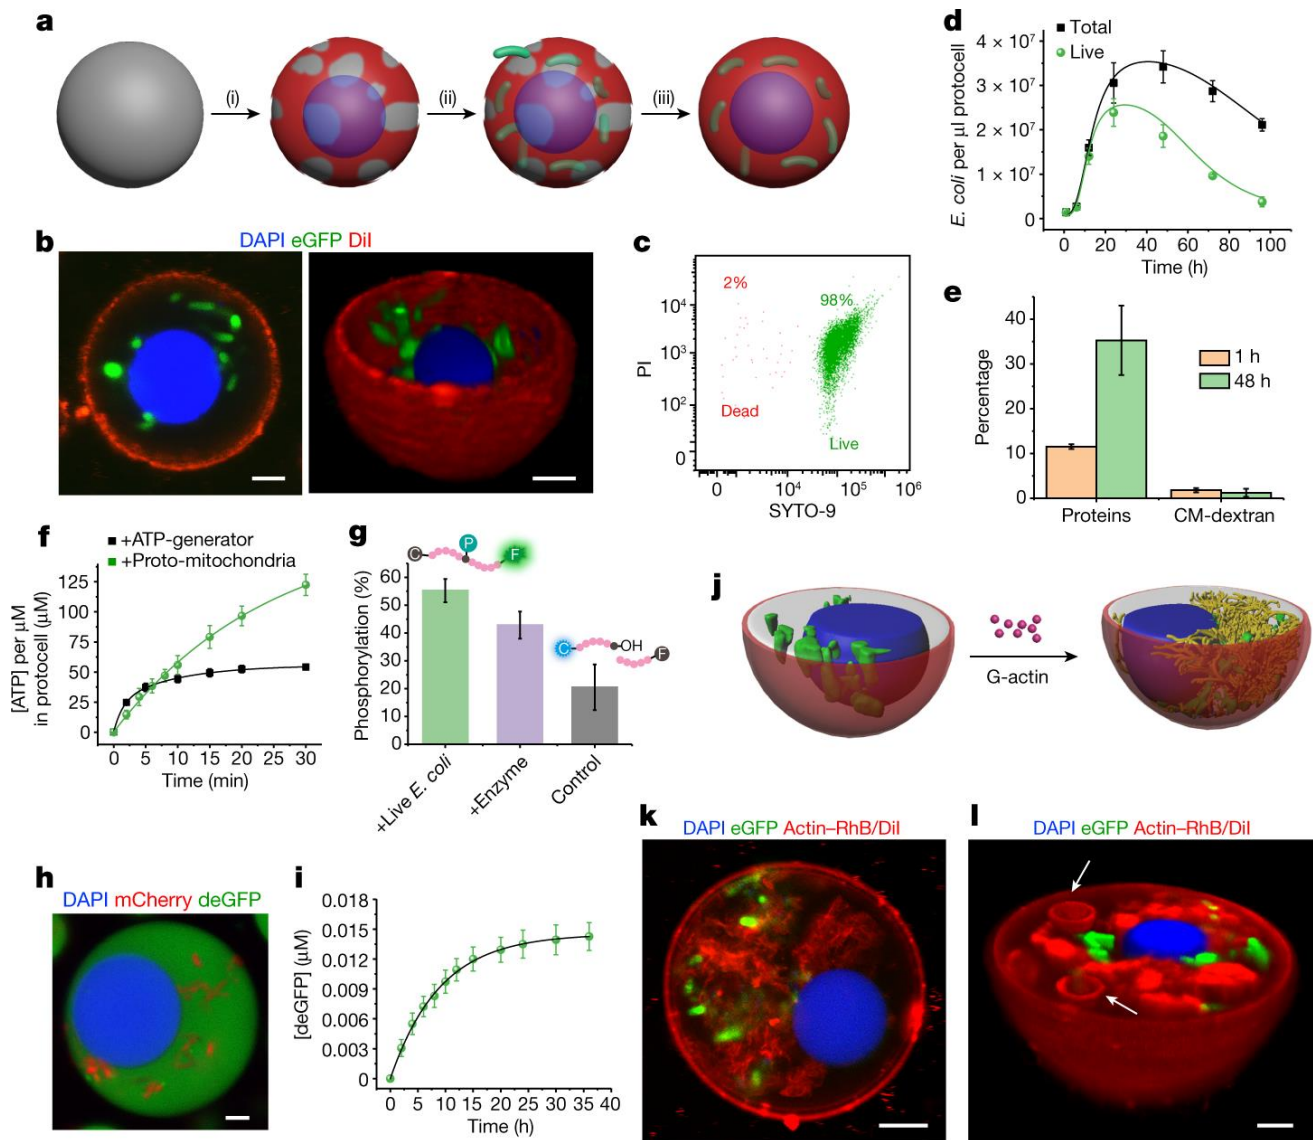 a
(i)
(ii)
(iii)
b
DAPI eGFP DiI
c
2%
98%
Dead
Live
PI
10⁴
10³
10²
0
0
10⁴
10⁵
10⁶
SYTO-9
d
Total
Live
E. coli per µl protocell
4 × 10⁷
3 × 10⁷
2 × 10⁷
1 × 10⁷
0
0 20 40 60 80 100
Time (h)
e
Percentage
40
30
20
10
0
1 h
48 h
Proteins
CM-dextran
f
+ATP-generator
+Proto-mitochondria
[ATP] per µM
in protocell (µM)
125
100
75
50
25
0
0 5 10 15 20 25 30
Time (min)
g
C
P
F
C
OH
F
Phosphorylation (%)
60
50
40
30
20
10
0
+Live E. coli
+Enzyme
Control
h
DAPI mCherry deGFP
i
[deGFP] (µM)
0.018
0.015
0.012
0.009
0.006
0.003
0
0 5 10 15 20 25 30 35 40
Time (h)
j
G-actin
k
DAPI eGFP Actin–RhB/DiI
l
DAPI eGFP Actin–RhB/DiI